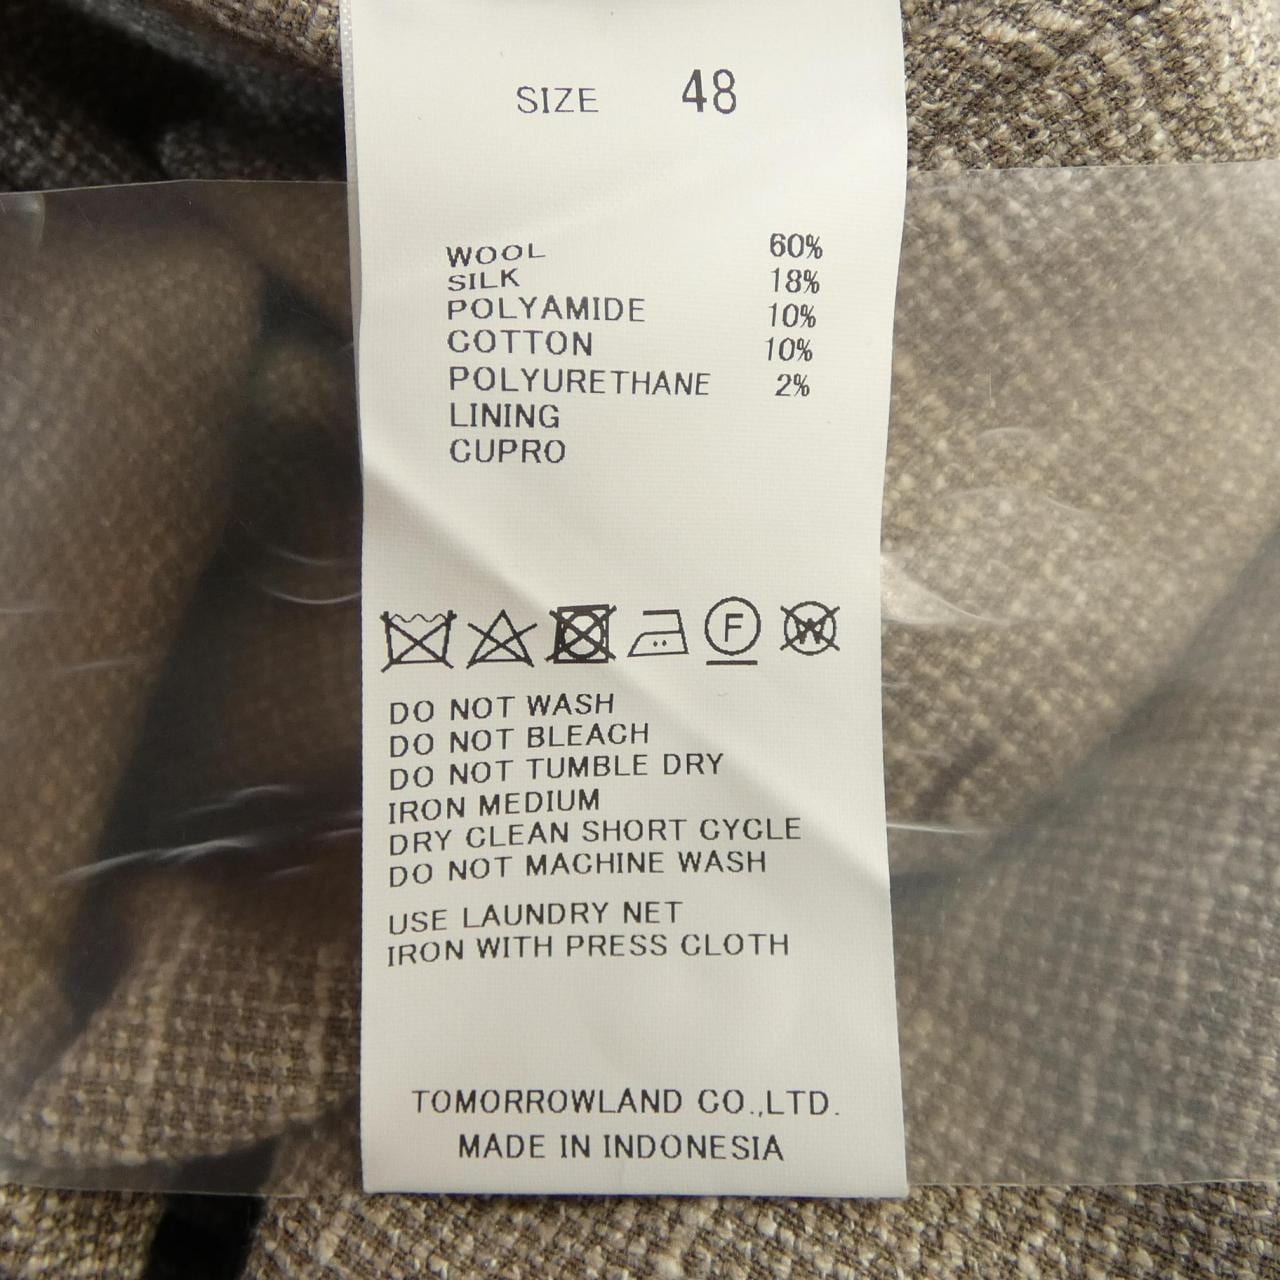 SIZE 48
WOOL 60%
SILK 18%
POLYAMIDE 10%
COTTON 10%
POLYURETHANE 2%
LINING
CUPRO
F W
DO NOT WASH
DO NOT BLEACH
DO NOT TUMBLE DRY
IRON MEDIUM
DRY CLEAN SHORT CYCLE
DO NOT MACHINE WASH
USE LAUNDRY NET
IRON WITH PRESS CLOTH
TOMORROWLAND CO.,LTD.
MADE IN INDONESIA